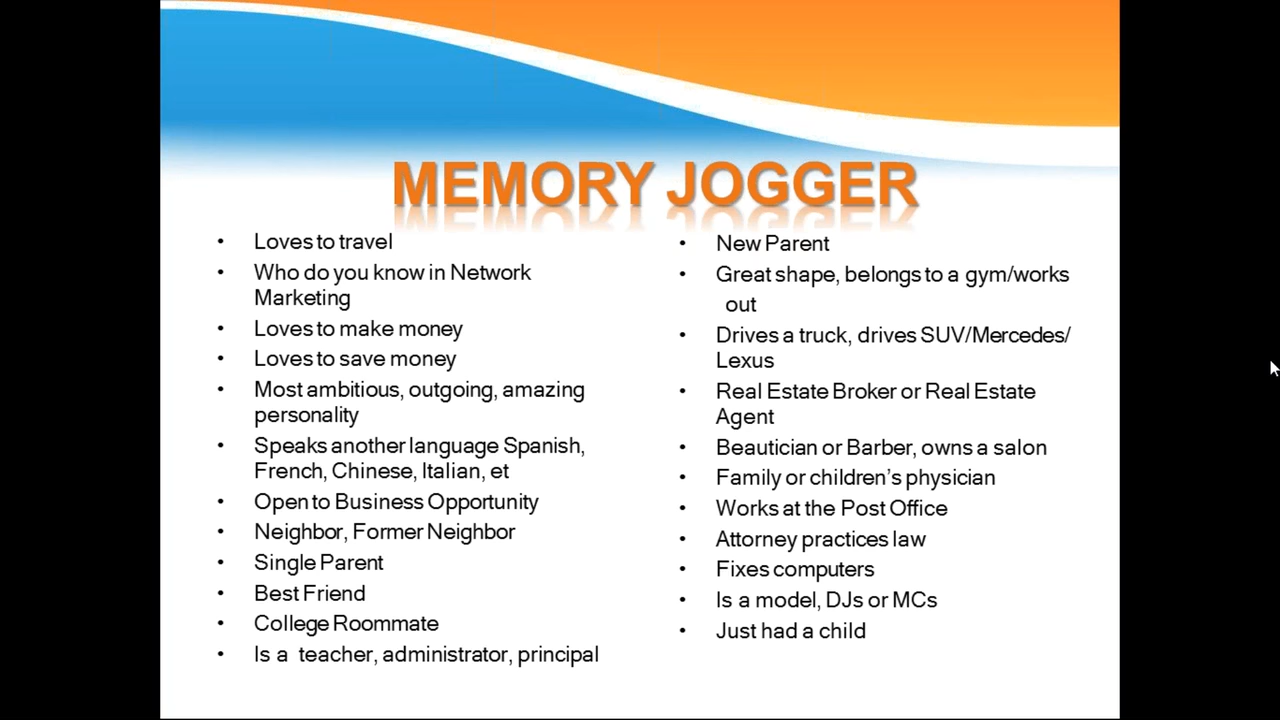 MEMORY JOGGER
• Loves to travel
• Who do you know in Network
Marketing
• Loves to make money
• Loves to save money
• Most ambitious, outgoing, amazing
personality
• Speaks another language Spanish,
French, Chinese, Italian, et
• Open to Business Opportunity
• Neighbor, Former Neighbor
• Single Parent
• Best Friend
• College Roommate
• Is a teacher, administrator, principal
• New Parent
• Great shape, belongs to a gym/works
out
• Drives a truck, drives SUV/Mercedes/
Lexus
• Real Estate Broker or Real Estate
Agent
• Beautician or Barber, owns a salon
• Family or children’s physician
• Works at the Post Office
• Attorney practices law
• Fixes computers
• Is a model, DJs or MCs
• Just had a child